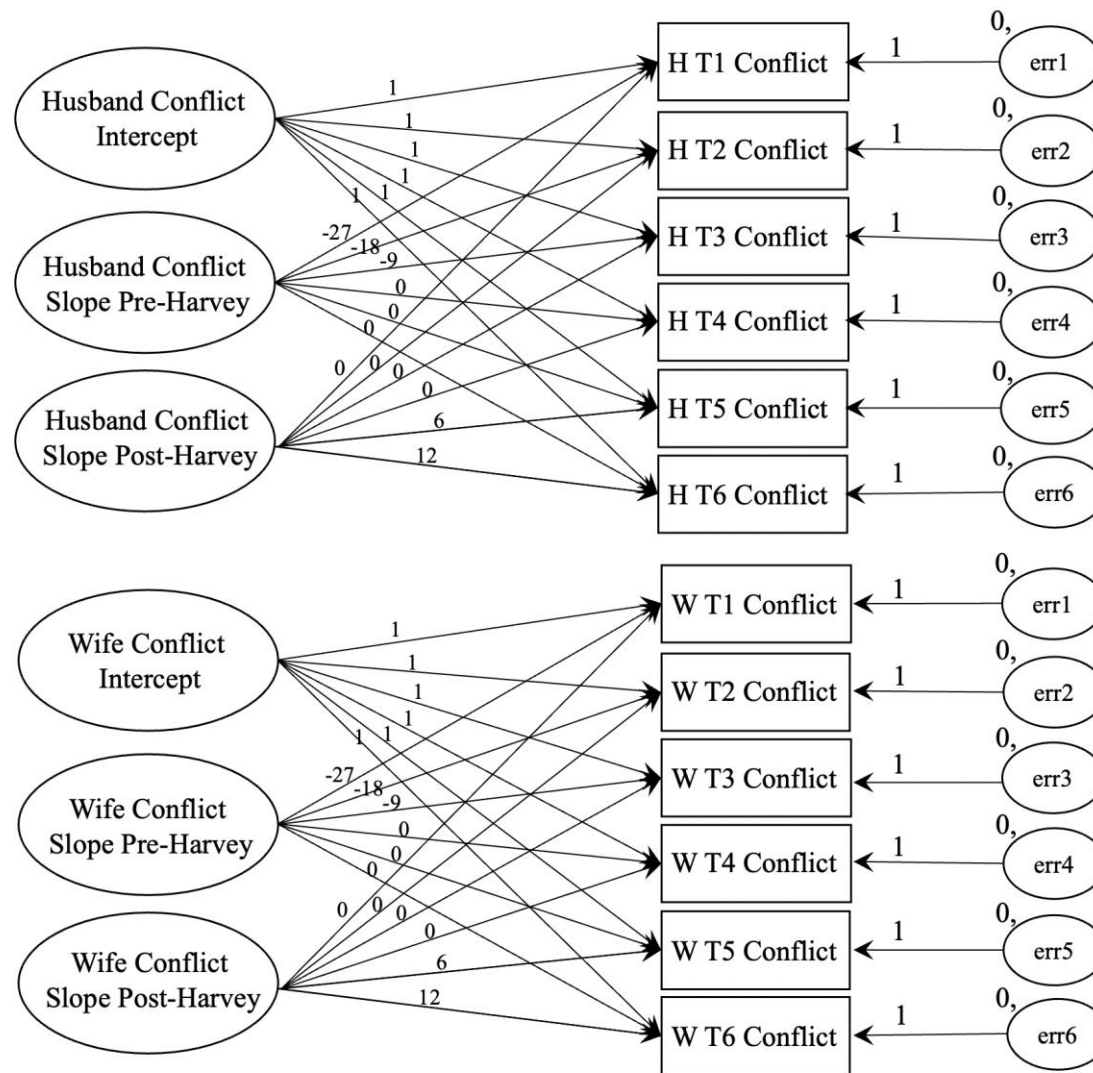 Husband Conflict
Intercept
Husband Conflict
Slope Pre-Harvey
Husband Conflict
Slope Post-Harvey
1
1
1
1
1
1
-27
-18
-9
0
0
0
0
0
0
0
6
12
H T1 Conflict
H T2 Conflict
H T3 Conflict
H T4 Conflict
H T5 Conflict
H T6 Conflict
1
0,
err1
1
0,
err2
1
0,
err3
1
0,
err4
1
0,
err5
1
0,
err6
Wife Conflict
Intercept
Wife Conflict
Slope Pre-Harvey
Wife Conflict
Slope Post-Harvey
1
1
1
1
1
1
-27
-18
-9
0
0
0
0
0
0
0
6
12
W T1 Conflict
W T2 Conflict
W T3 Conflict
W T4 Conflict
W T5 Conflict
W T6 Conflict
1
0,
err1
1
0,
err2
1
0,
err3
1
0,
err4
1
0,
err5
1
0,
err6